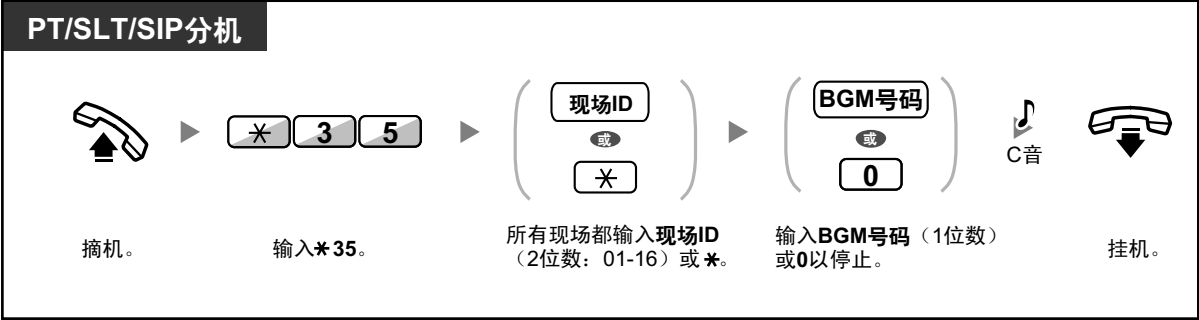 PT/SLT/SIP分机
✳ 3 5
现场ID
或
✳
BGM号码
或
0
C音
摘机。
输入✳35。
所有现场都输入现场ID
（2位数：01-16）或✳。
输入BGM号码（1位数）
或0以停止。
挂机。